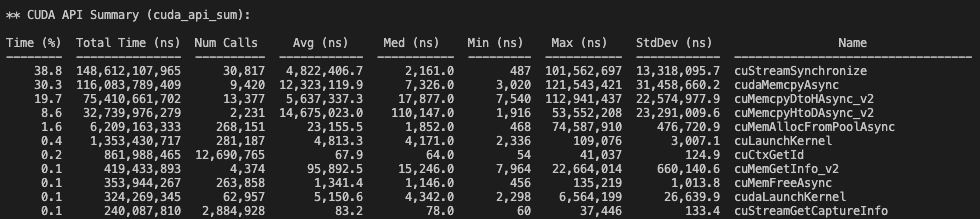 ** CUDA API Summary (cuda_api_sum):
Time (%) Total Time (ns) Num Calls Avg (ns) Med (ns) Min (ns) Max (ns) StdDev (ns) Name
38.8 148,612,107,965 30,817 4,822,406.7 2,161.0 487 101,562,697 13,318,095.7 cuStreamSynchronize
30.3 116,083,789,409 9,420 12,323,119.9 7,326.0 3,020 121,543,421 31,458,660.2 cudaMemcpyAsync
19.7 75,410,661,702 13,377 5,637,337.3 17,877.0 7,540 112,941,437 22,574,977.9 cuMemcpyDtoHAsync_v2
8.6 32,739,976,279 2,231 14,675,023.0 110,147.0 1,916 53,552,208 23,291,009.6 cuMemcpyHtoDAsync_v2
1.6 6,209,163,333 268,151 23,155.5 1,852.0 468 74,587,910 476,720.9 cuMemAllocFromPoolAsync
0.4 1,353,430,717 281,187 4,813.3 4,171.0 2,336 109,076 3,007.1 cuLaunchKernel
0.2 861,988,465 12,690,765 67.9 64.0 54 41,037 124.9 cuCtxGetId
0.1 419,433,893 4,374 95,892.5 15,246.0 7,964 22,664,014 660,140.6 cuMemGetInfo_v2
0.1 353,944,267 263,858 1,341.4 1,146.0 456 135,219 1,013.8 cuMemFreeAsync
0.1 324,269,345 62,957 5,150.6 4,342.0 2,298 6,564,199 26,639.9 cudaLaunchKernel
0.1 240,087,810 2,884,928 83.2 78.0 60 37,446 133.4 cuStreamGetCaptureInfo